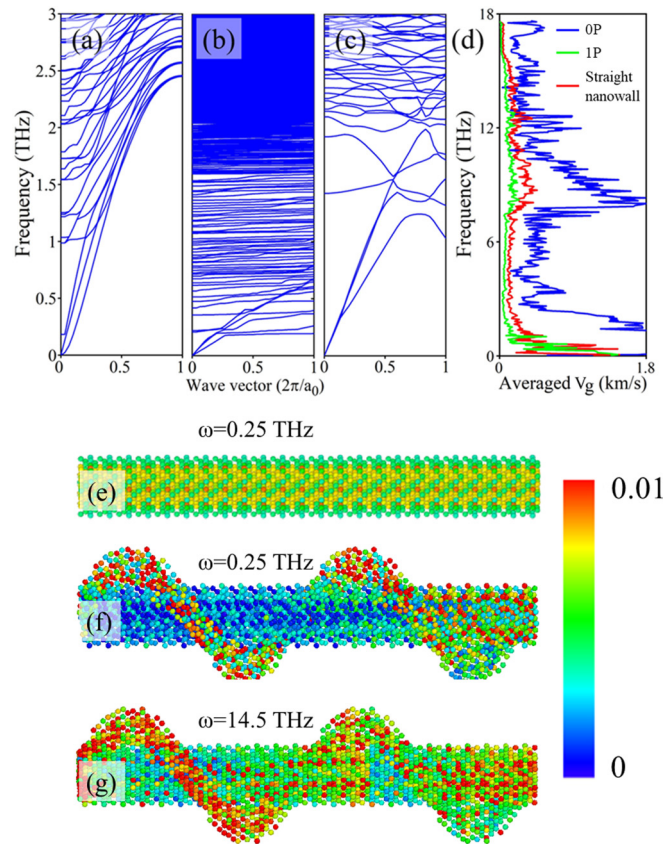 (a) (b) (c) (d)
3
2.5
2
1.5
1
0.5
0
Frequency (THz)
0 0.5 1 0 0.5 1 0 0.5 1
Wave vector (2π/a₀)
18
12
6
0
Frequency (THz)
0P
1P
Straight
nanowall
0 1.8
Averaged Vg (km/s)
ω=0.25 THz
(e)
ω=0.25 THz
(f)
ω=14.5 THz
(g)
0.01
0